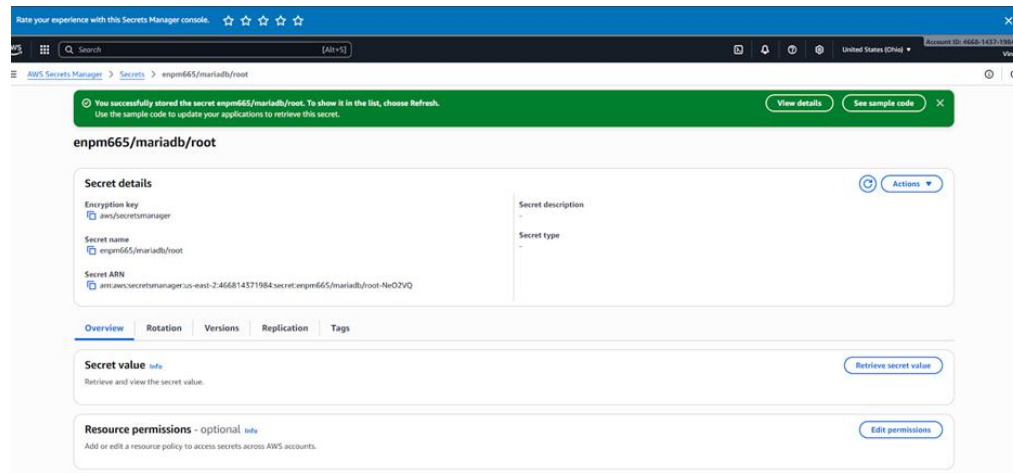 Rate your experience with this Secrets Manager console.
Search [Alt+S] United States (Ohio) Account ID: 4668-1437-1984
AWS Secrets Manager > Secrets > enpm665/mariadb/root
You successfully stored the secret enpm665/mariadb/root. To show it in the list, choose Refresh.
Use the sample code to update your applications to retrieve this secret.
View details See sample code
enpm665/mariadb/root
Secret details
Actions
Encryption key
aws/secretsmanager
Secret name
enpm665/mariadb/root
Secret ARN
arn:aws:secretsmanager:us-east-2:466814371984:secret:enpm665/mariadb/root-NeO2VQ
Secret description
-
Secret type
-
Overview Rotation Versions Replication Tags
Secret value Info
Retrieve and view the secret value.
Retrieve secret value
Resource permissions - optional Info
Add or edit a resource policy to access secrets across AWS accounts.
Edit permissions